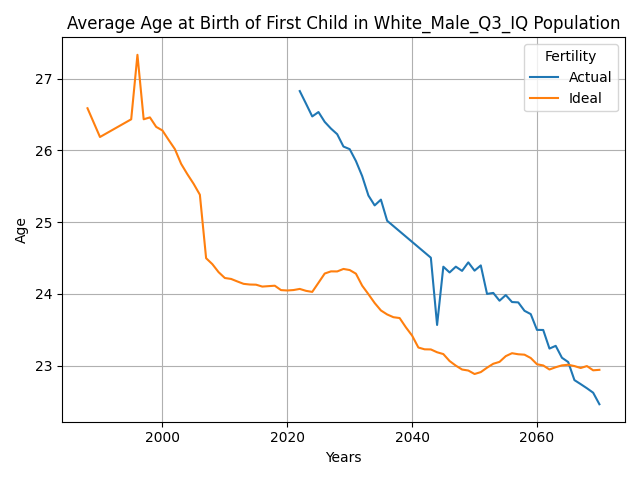 Average Age at Birth of First Child in White_Male_Q3_IQ Population
Fertility
Actual
Ideal
27
26
25
24
23
Age
2000
2020
2040
2060
Years